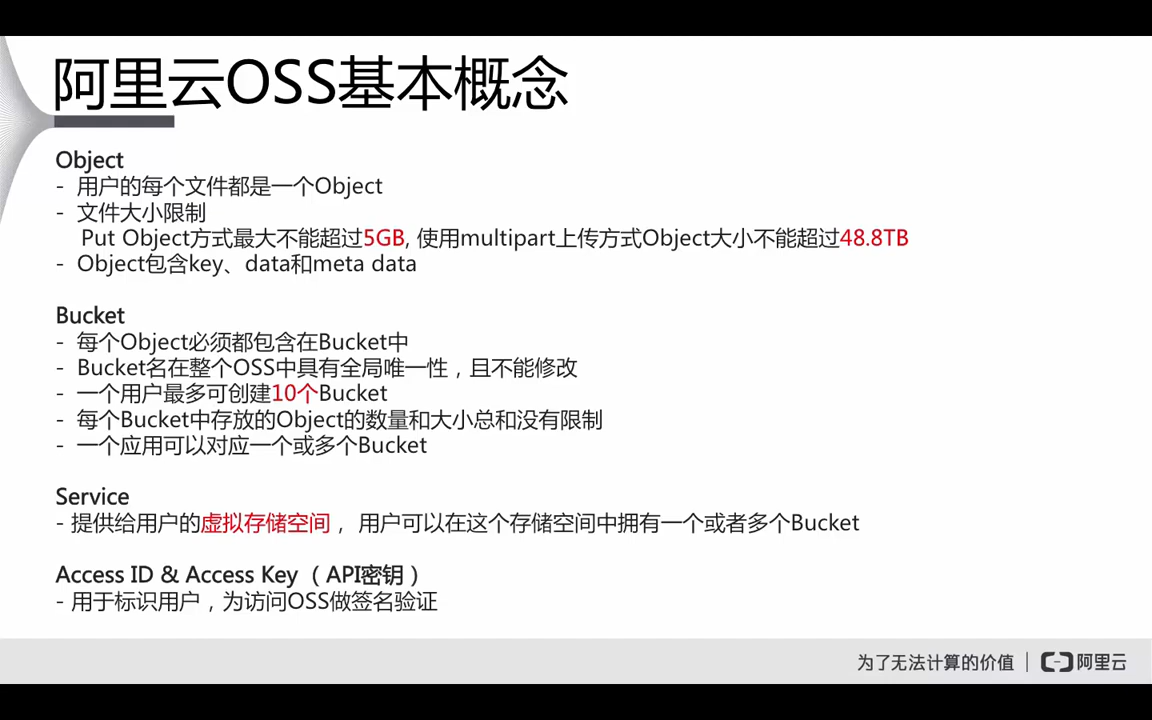 阿里云OSS基本概念
Object
- 用户的每个文件都是一个Object
- 文件大小限制
Put Object方式最大不能超过5GB, 使用multipart上传方式Object大小不能超过48.8TB
- Object包含key、data和meta data
Bucket
- 每个Object必须都包含在Bucket中
- Bucket名在整个OSS中具有全局唯一性，且不能修改
- 一个用户最多可创建10个Bucket
- 每个Bucket中存放的Object的数量和大小总和没有限制
- 一个应用可以对应一个或多个Bucket
Service
- 提供给用户的虚拟存储空间， 用户可以在这个存储空间中拥有一个或者多个Bucket
Access ID & Access Key （API密钥）
- 用于标识用户，为访问OSS做签名验证
为了无法计算的价值 | 阿里云